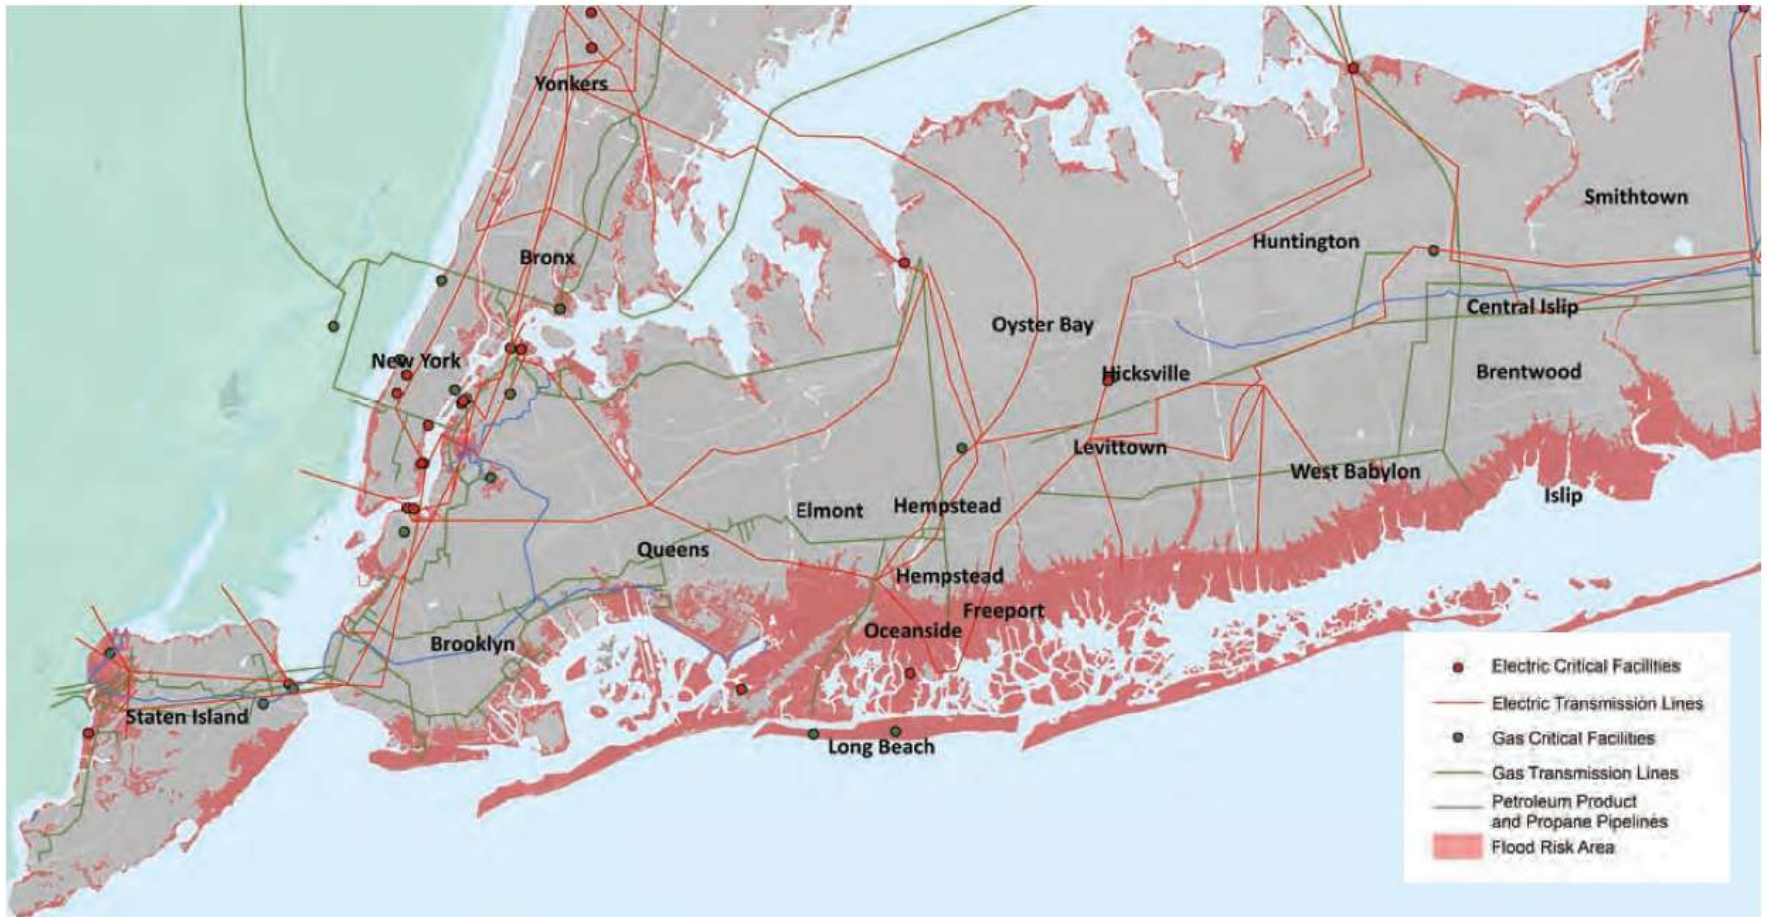 Yonkers
Smithtown
Huntington
Bronx
Central Islip
Oyster Bay
New York
Hicksville
Brentwood
Levittown
West Babylon
Islip
Elmont
Hempstead
Queens
Hempstead
Freeport
Oceanside
Brooklyn
Staten Island
Long Beach
Electric Critical Facilities
Electric Transmission Lines
Gas Critical Facilities
Gas Transmission Lines
Petroleum Product
and Propane Pipelines
Flood Risk Area